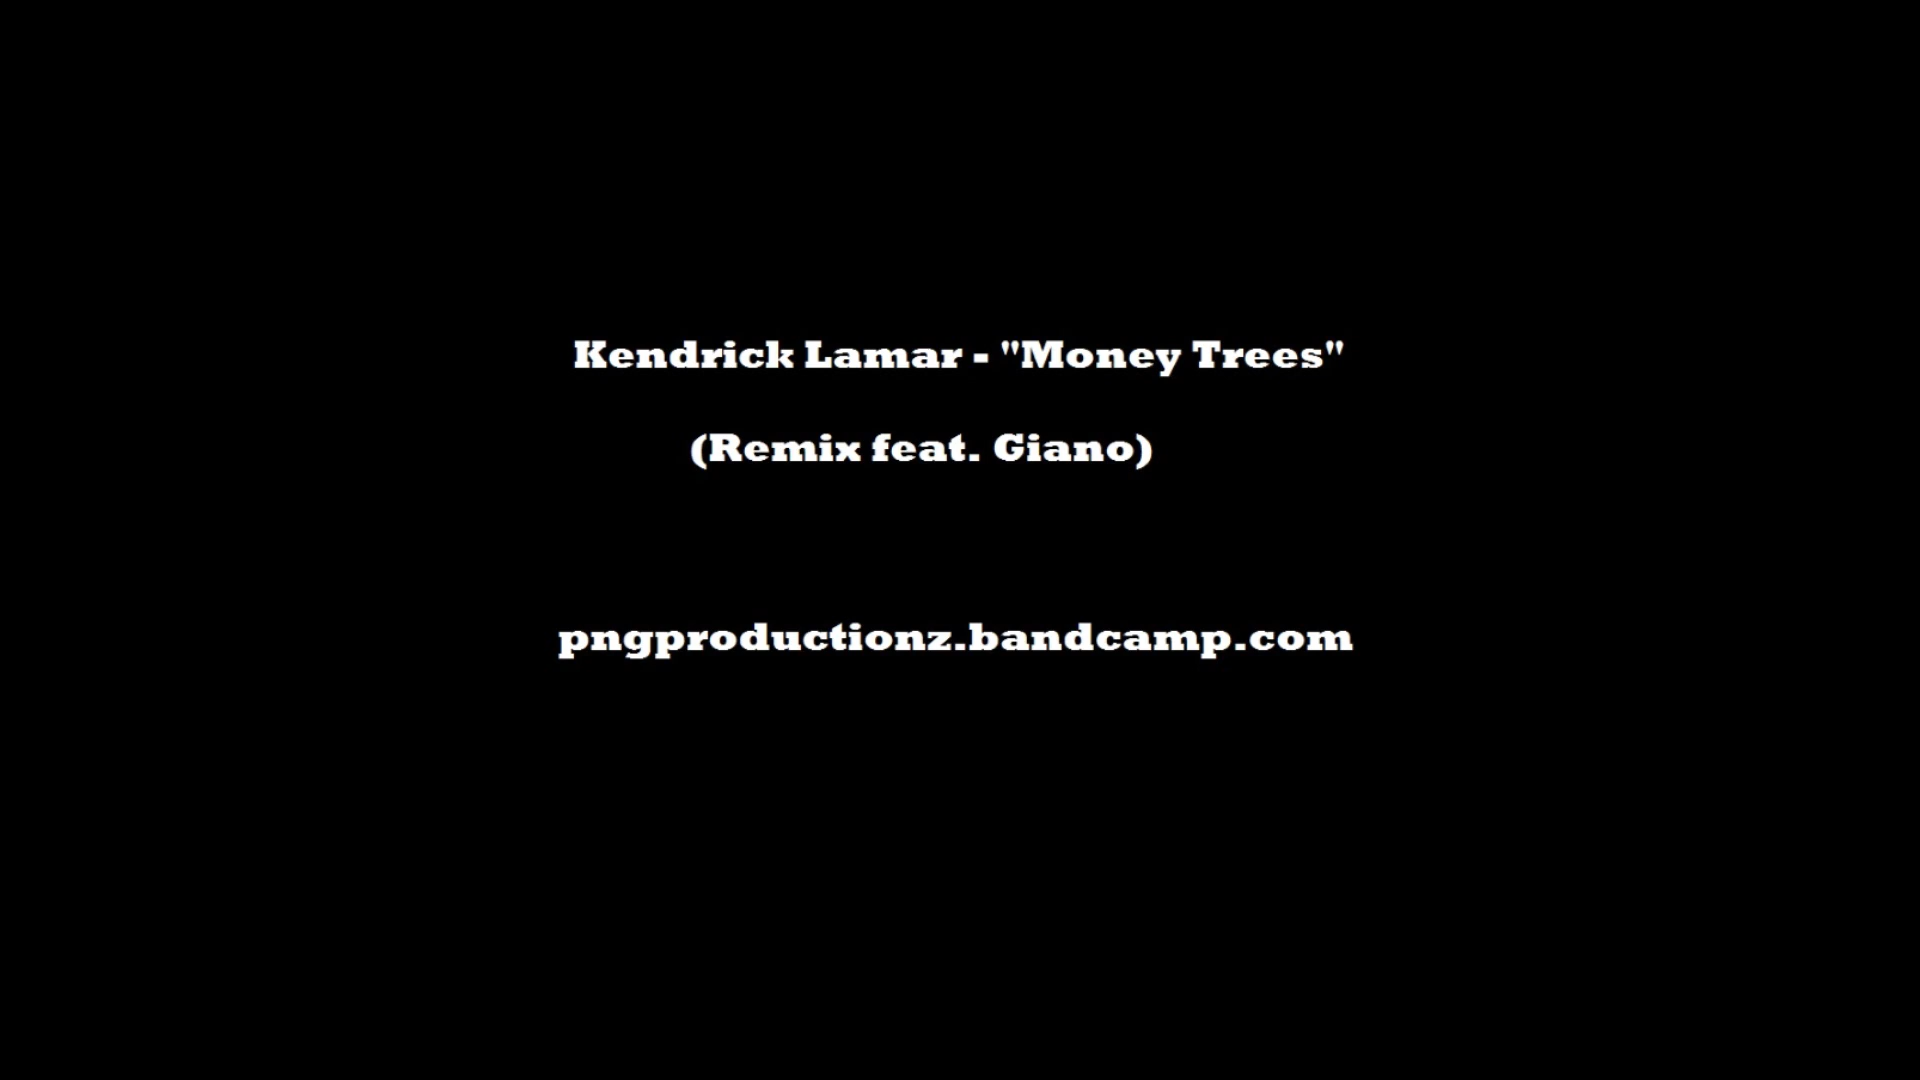 Kendrick Lamar - "Money Trees"
(Remix feat. Giano)
pngproductionz.bandcamp.com